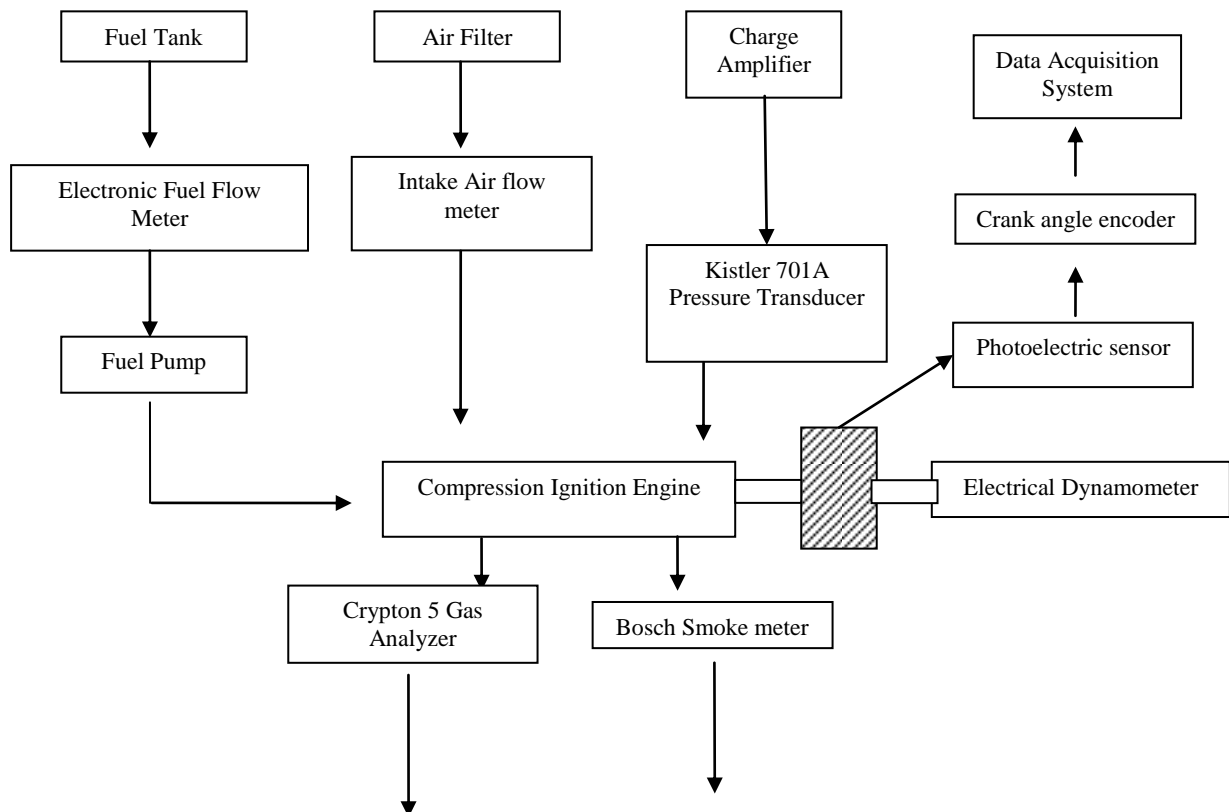 Fuel Tank
Air Filter
Charge
Amplifier
Data Acquisition
System
Electronic Fuel Flow
Meter
Intake Air flow
meter
Crank angle encoder
Kistler 701A
Pressure Transducer
Fuel Pump
Photoelectric sensor
Compression Ignition Engine
Electrical Dynamometer
Crypton 5 Gas
Analyzer
Bosch Smoke meter